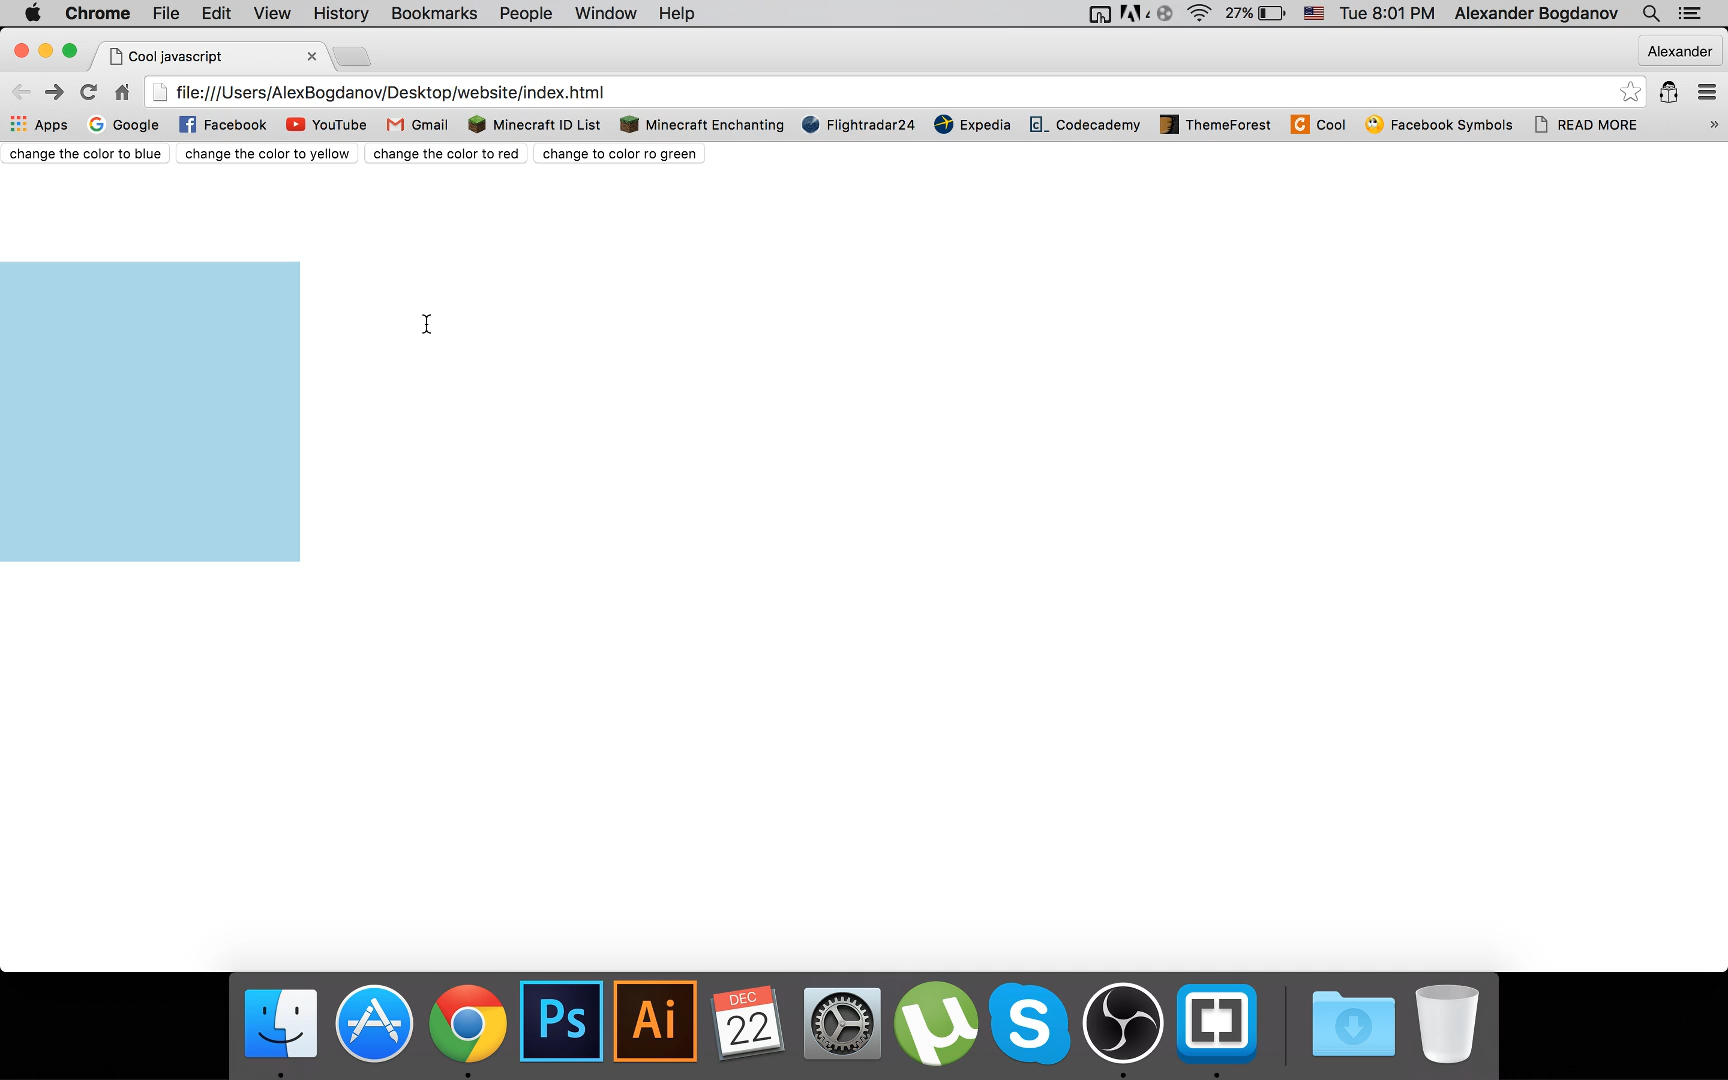 Chrome File Edit View History Bookmarks People Window Help 27% Tue 8:01 PM Alexander Bogdanov
Cool javascript Alexander
file:///Users/AlexBogdanov/Desktop/website/index.html
Apps Google Facebook YouTube Gmail Minecraft ID List Minecraft Enchanting Flightradar24 Expedia Codecademy ThemeForest Cool Facebook Symbols READ MORE »
change the color to blue change the color to yellow change the color to red change to color ro green
Ps Ai DEC 22 µ S